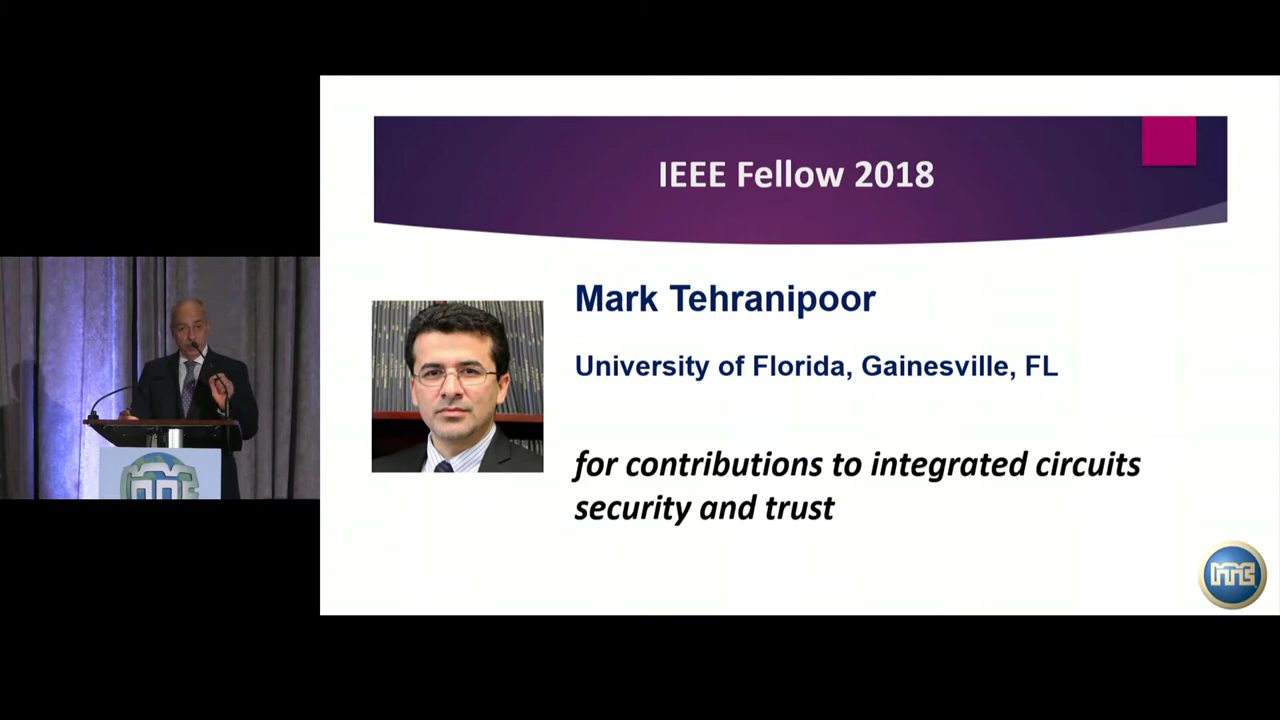 IEEE Fellow 2018
Mark Tehranipoor
University of Florida, Gainesville, FL
for contributions to integrated circuits
security and trust